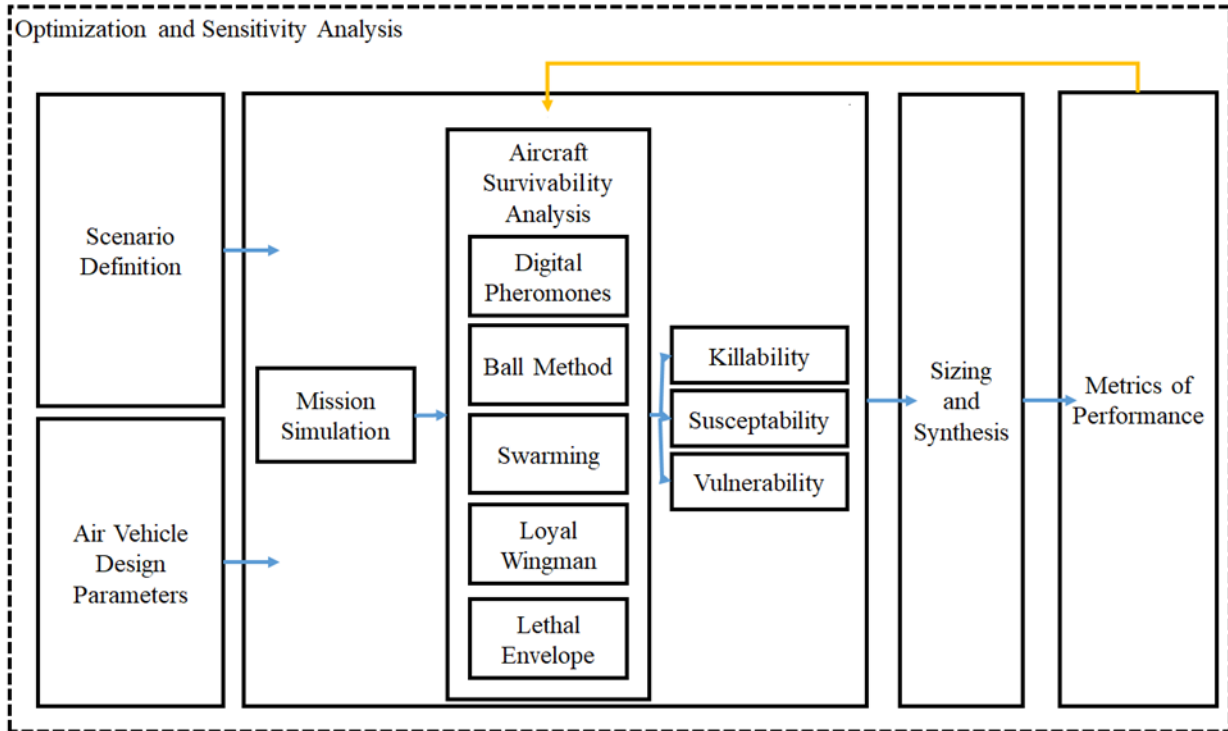 Optimization and Sensitivity Analysis
Scenario
Definition
Air Vehicle
Design
Parameters
Mission
Simulation
Aircraft
Survivability
Analysis
Digital
Pheromones
Ball Method
Swarming
Loyal
Wingman
Lethal
Envelope
Killability
Susceptability
Vulnerability
Sizing
and
Synthesis
Metrics of
Performance